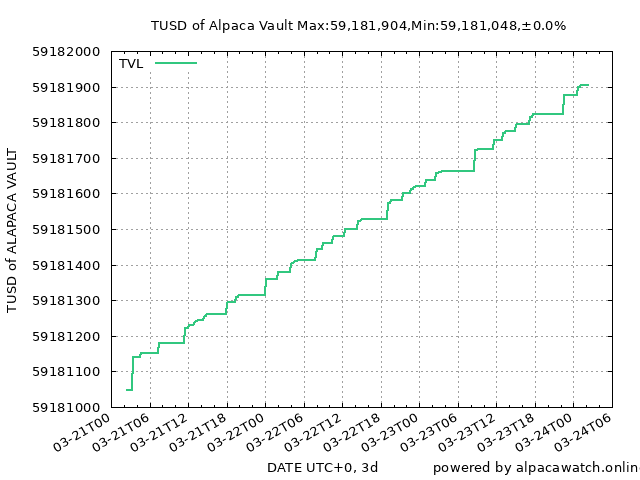 TUSD of Alpaca Vault Max:59,181,904,Min:59,181,048,±0.0%
TVL
59182000
59181900
59181800
59181700
59181600
59181500
59181400
59181300
59181200
59181100
59181000
TUSD of ALAPACA VAULT
03-21T00
03-21T06
03-21T12
03-21T18
03-22T00
03-22T06
03-22T12
03-22T18
03-23T00
03-23T06
03-23T12
03-23T18
03-24T00
03-24T06
DATE UTC+0, 3d
powered by alpacawatch.onlin